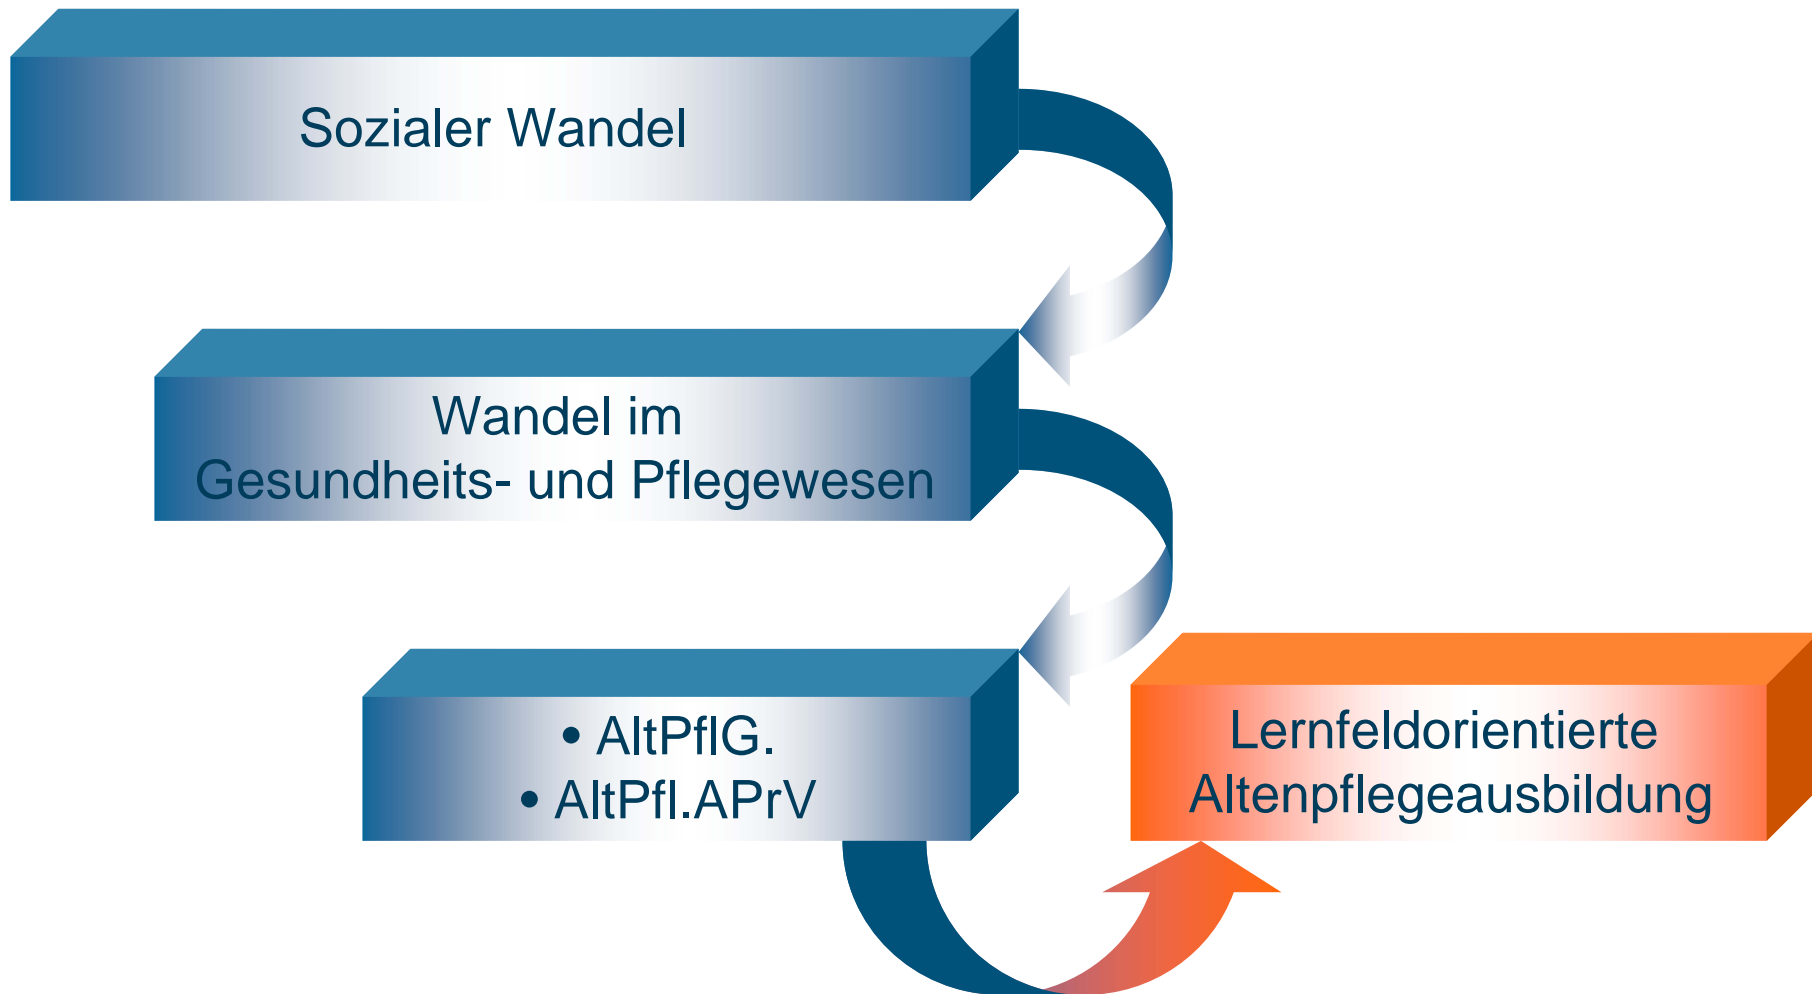 Sozialer Wandel
Wandel im
Gesundheits- und Pflegewesen
• AltPflG.
• AltPfl.APrV
Lernfeldorientierte
Altenpflegeausbildung